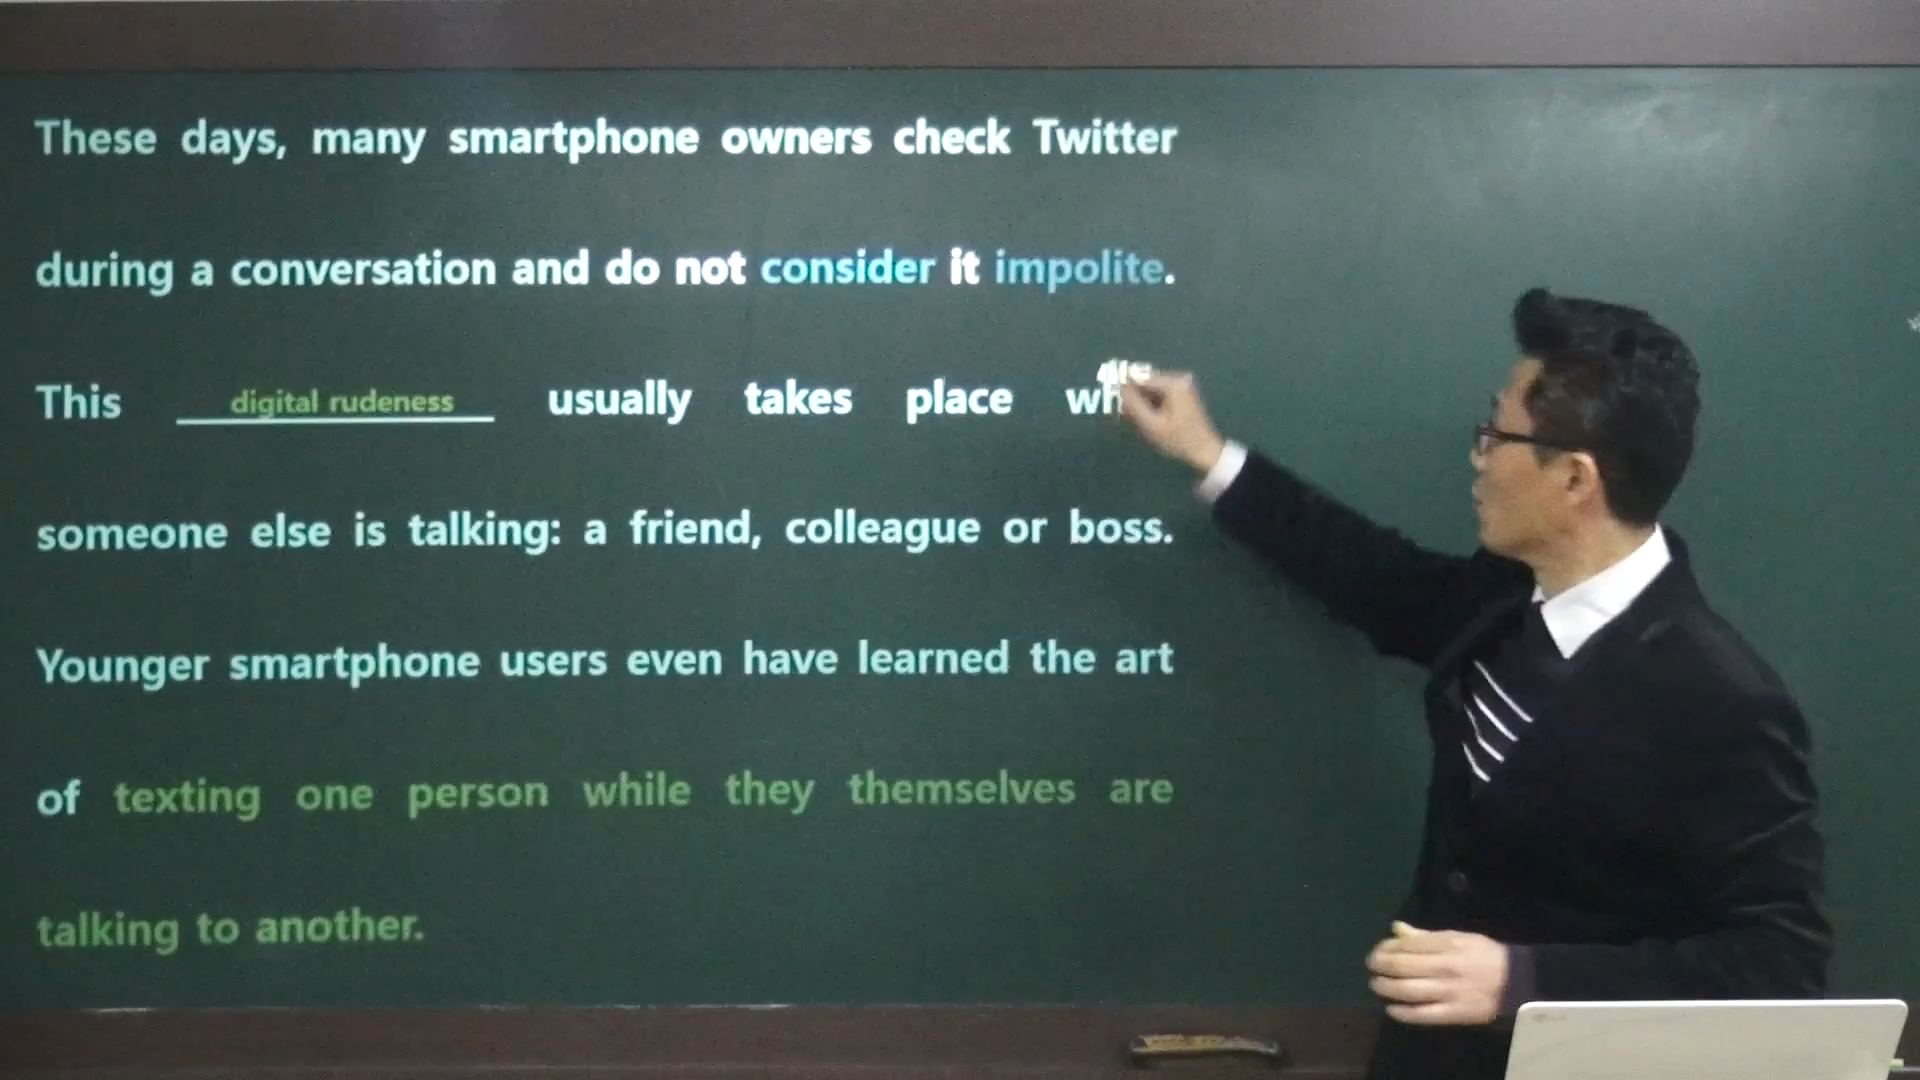 These days, many smartphone owners check Twitter
during a conversation and do not consider it impolite.
This digital rudeness usually takes place
someone else is talking: a friend, colleague or boss.
Younger smartphone users even have learned the art
of texting one person while they themselves are
talking to another.